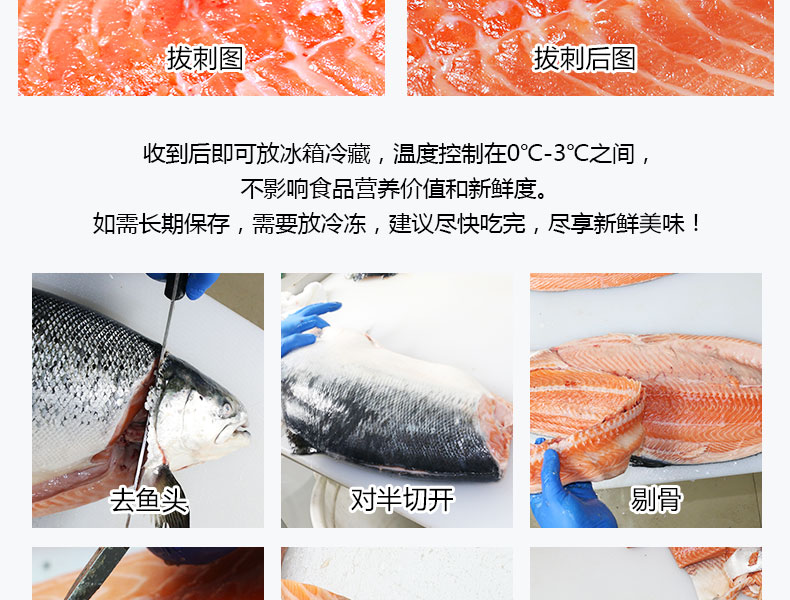 拔刺图
拔刺后图
收到后即可放冰箱冷藏，温度控制在0℃-3℃之间，
不影响食品营养价值和新鲜度。
如需长期保存，需要放冷冻，建议尽快吃完，尽享新鲜美味！
去鱼头
对半切开
剔骨